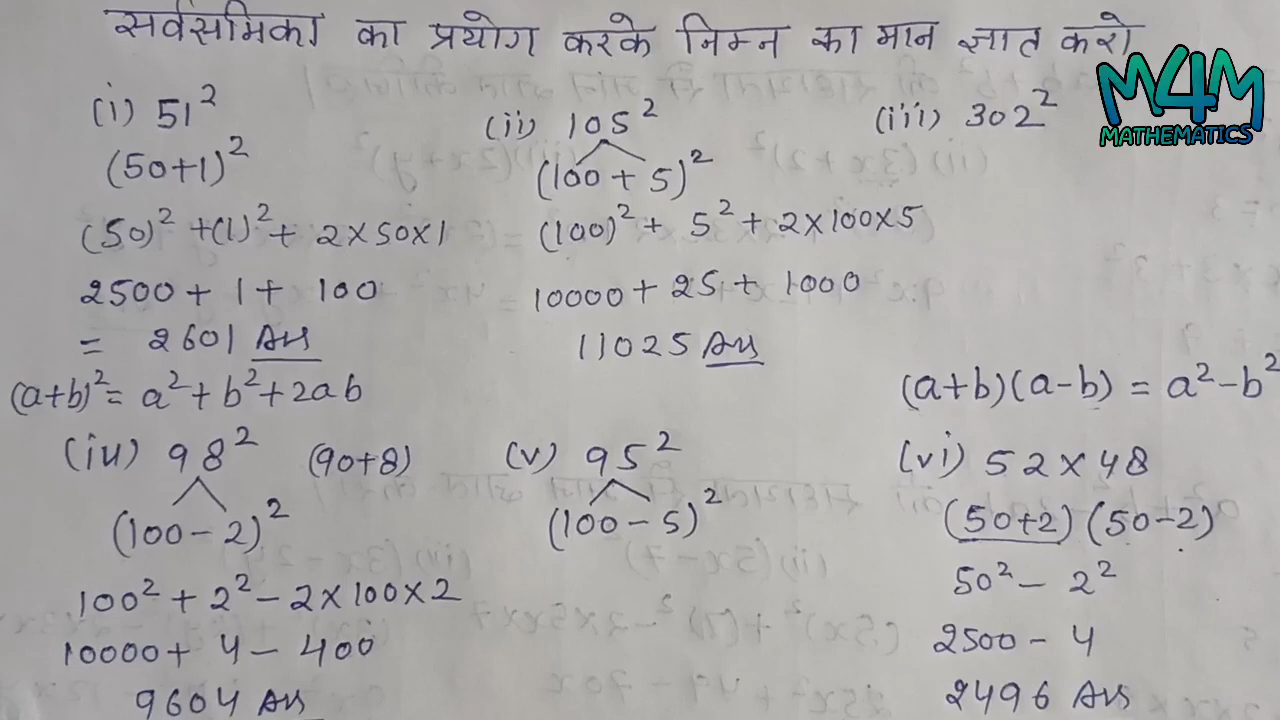 सर्वसमिका का प्रयोग करके निम्न का मान ज्ञात करो
M4M
MATHEMATICS
(i) 51²
(50+1)²
(50)² +(1)² + 2×50×1
2500 + 1 + 100
= 2601 Ans
(ii) 105²
(100 + 5)²
(100)² + 5² + 2×100×5
10000 + 25 + 1000
11025 Ans
(iii) 302²
(a+b)² = a² + b² + 2ab
(a+b)(a-b) = a² - b²
(iv) 98² (90+8)
(100 - 2)²
100² + 2² - 2×100×2
10000 + 4 - 400
9604 Ans
(v) 95²
(100 - 5)²
(vi) 52×48
(50+2) (50-2)
50² - 2²
2500 - 4
2496 Ans